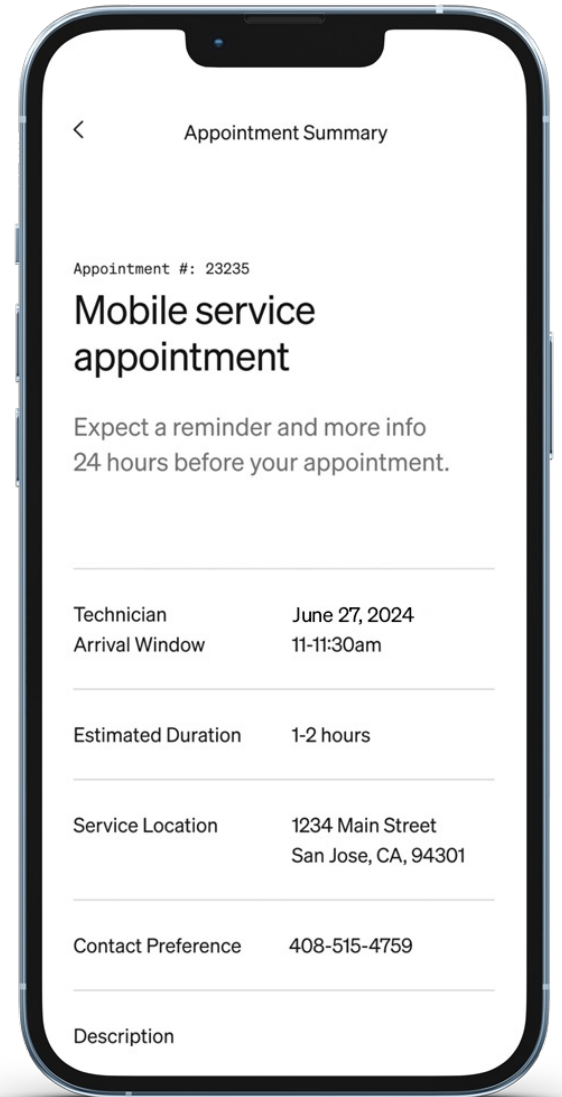 Appointment Summary
Appointment #: 23235
Mobile service
appointment
Expect a reminder and more info
24 hours before your appointment.
Technician
Arrival Window
June 27, 2024
11-11:30am
Estimated Duration
1-2 hours
Service Location
1234 Main Street
San Jose, CA, 94301
Contact Preference
408-515-4759
Description